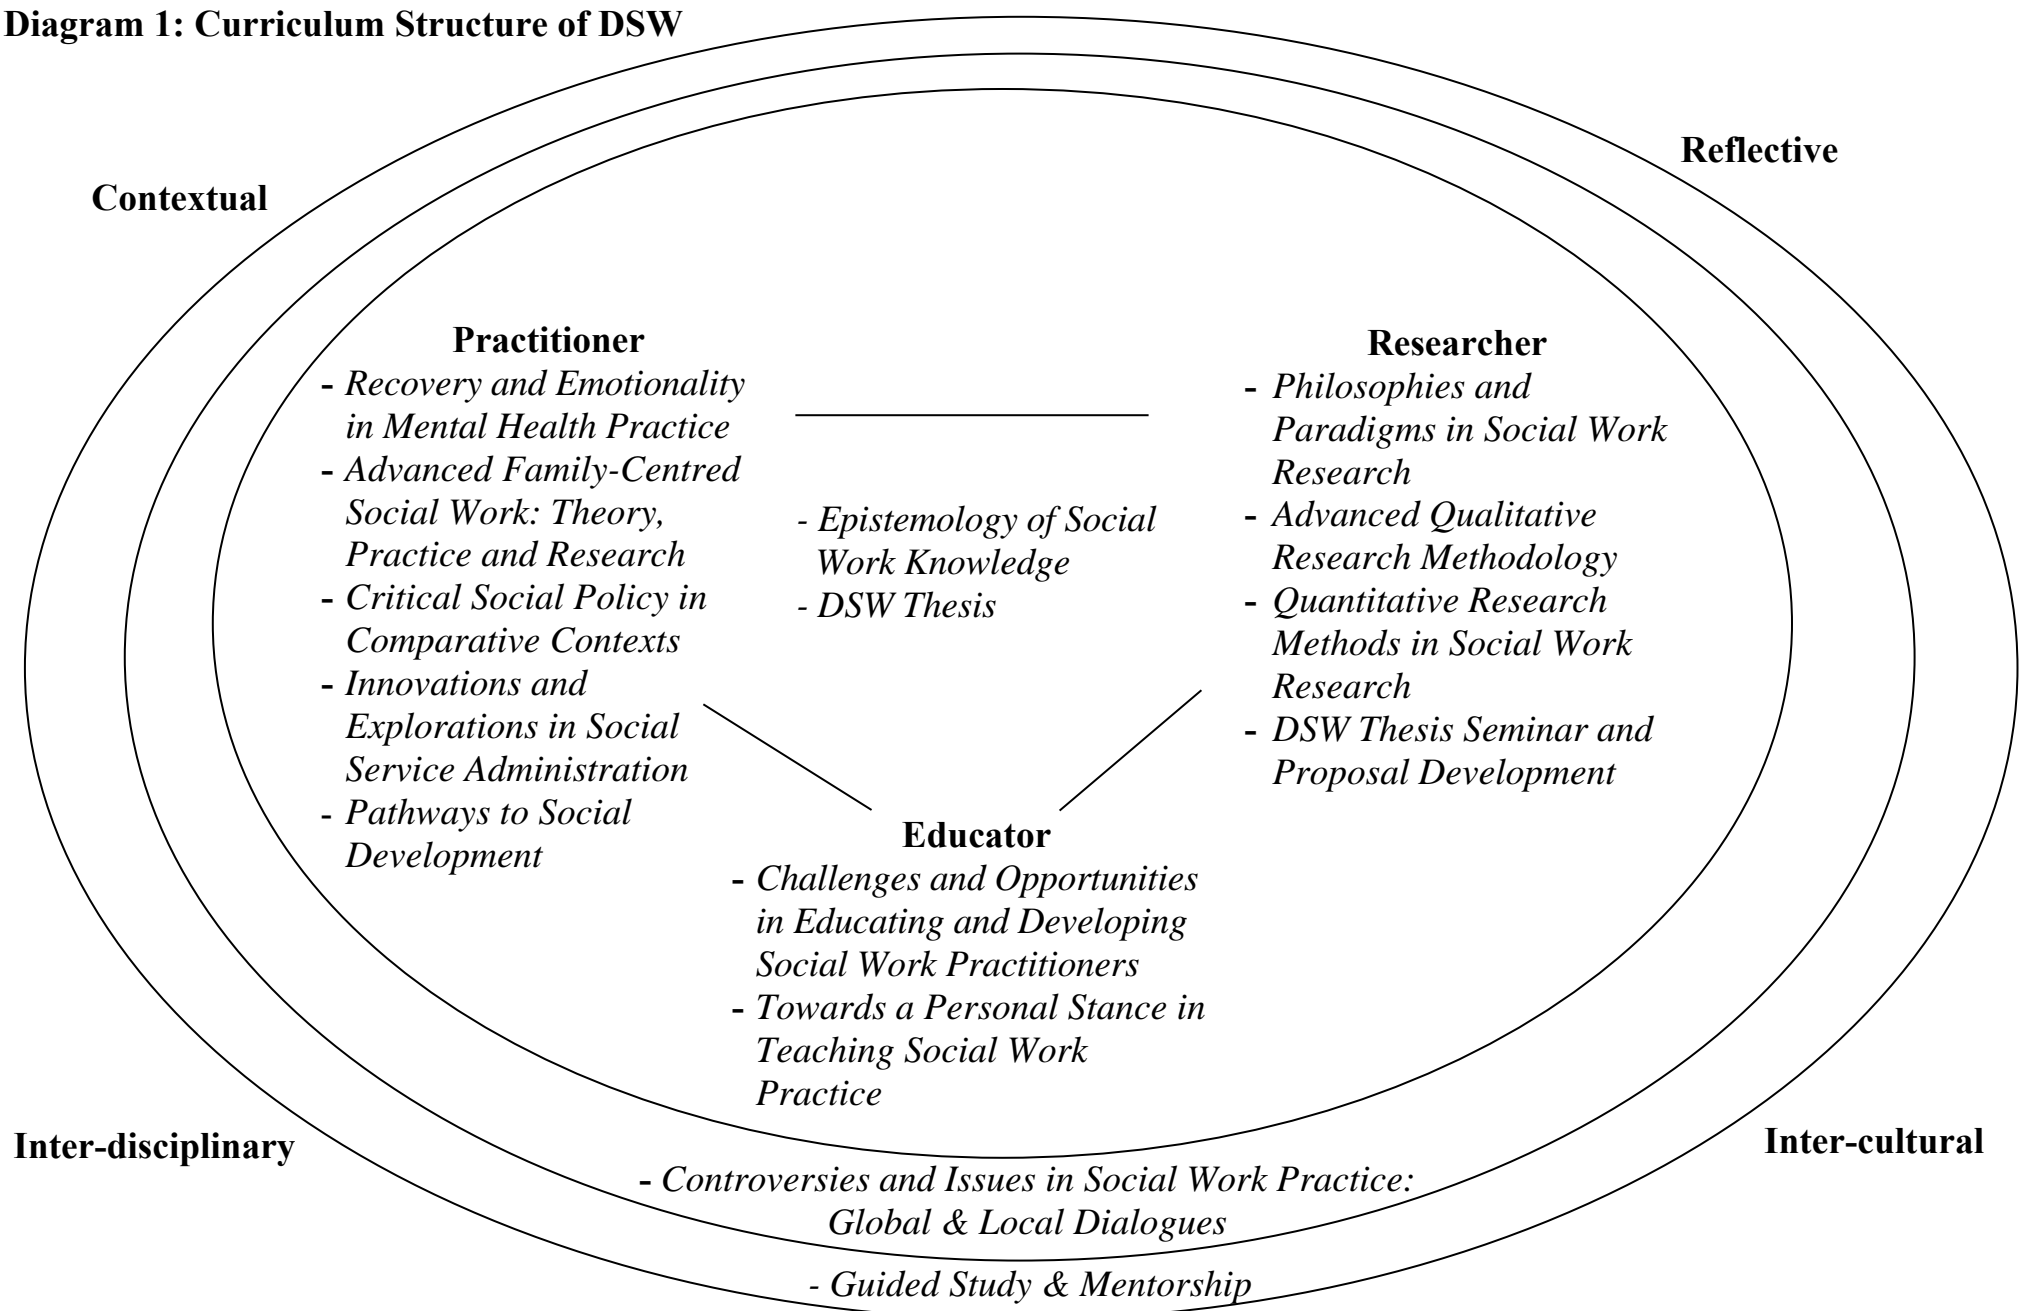 Diagram 1: Curriculum Structure of DSW
Reflective
Contextual
Practitioner
- Recovery and Emotionality
in Mental Health Practice
- Advanced Family-Centred
Social Work: Theory,
Practice and Research
- Critical Social Policy in
Comparative Contexts
- Innovations and
Explorations in Social
Service Administration
- Pathways to Social
Development
- Epistemology of Social
Work Knowledge
- DSW Thesis
Researcher
- Philosophies and
Paradigms in Social Work
Research
- Advanced Qualitative
Research Methodology
- Quantitative Research
Methods in Social Work
Research
- DSW Thesis Seminar and
Proposal Development
Educator
- Challenges and Opportunities
in Educating and Developing
Social Work Practitioners
- Towards a Personal Stance in
Teaching Social Work
Practice
Inter-disciplinary
Inter-cultural
- Controversies and Issues in Social Work Practice:
Global & Local Dialogues
- Guided Study & Mentorship